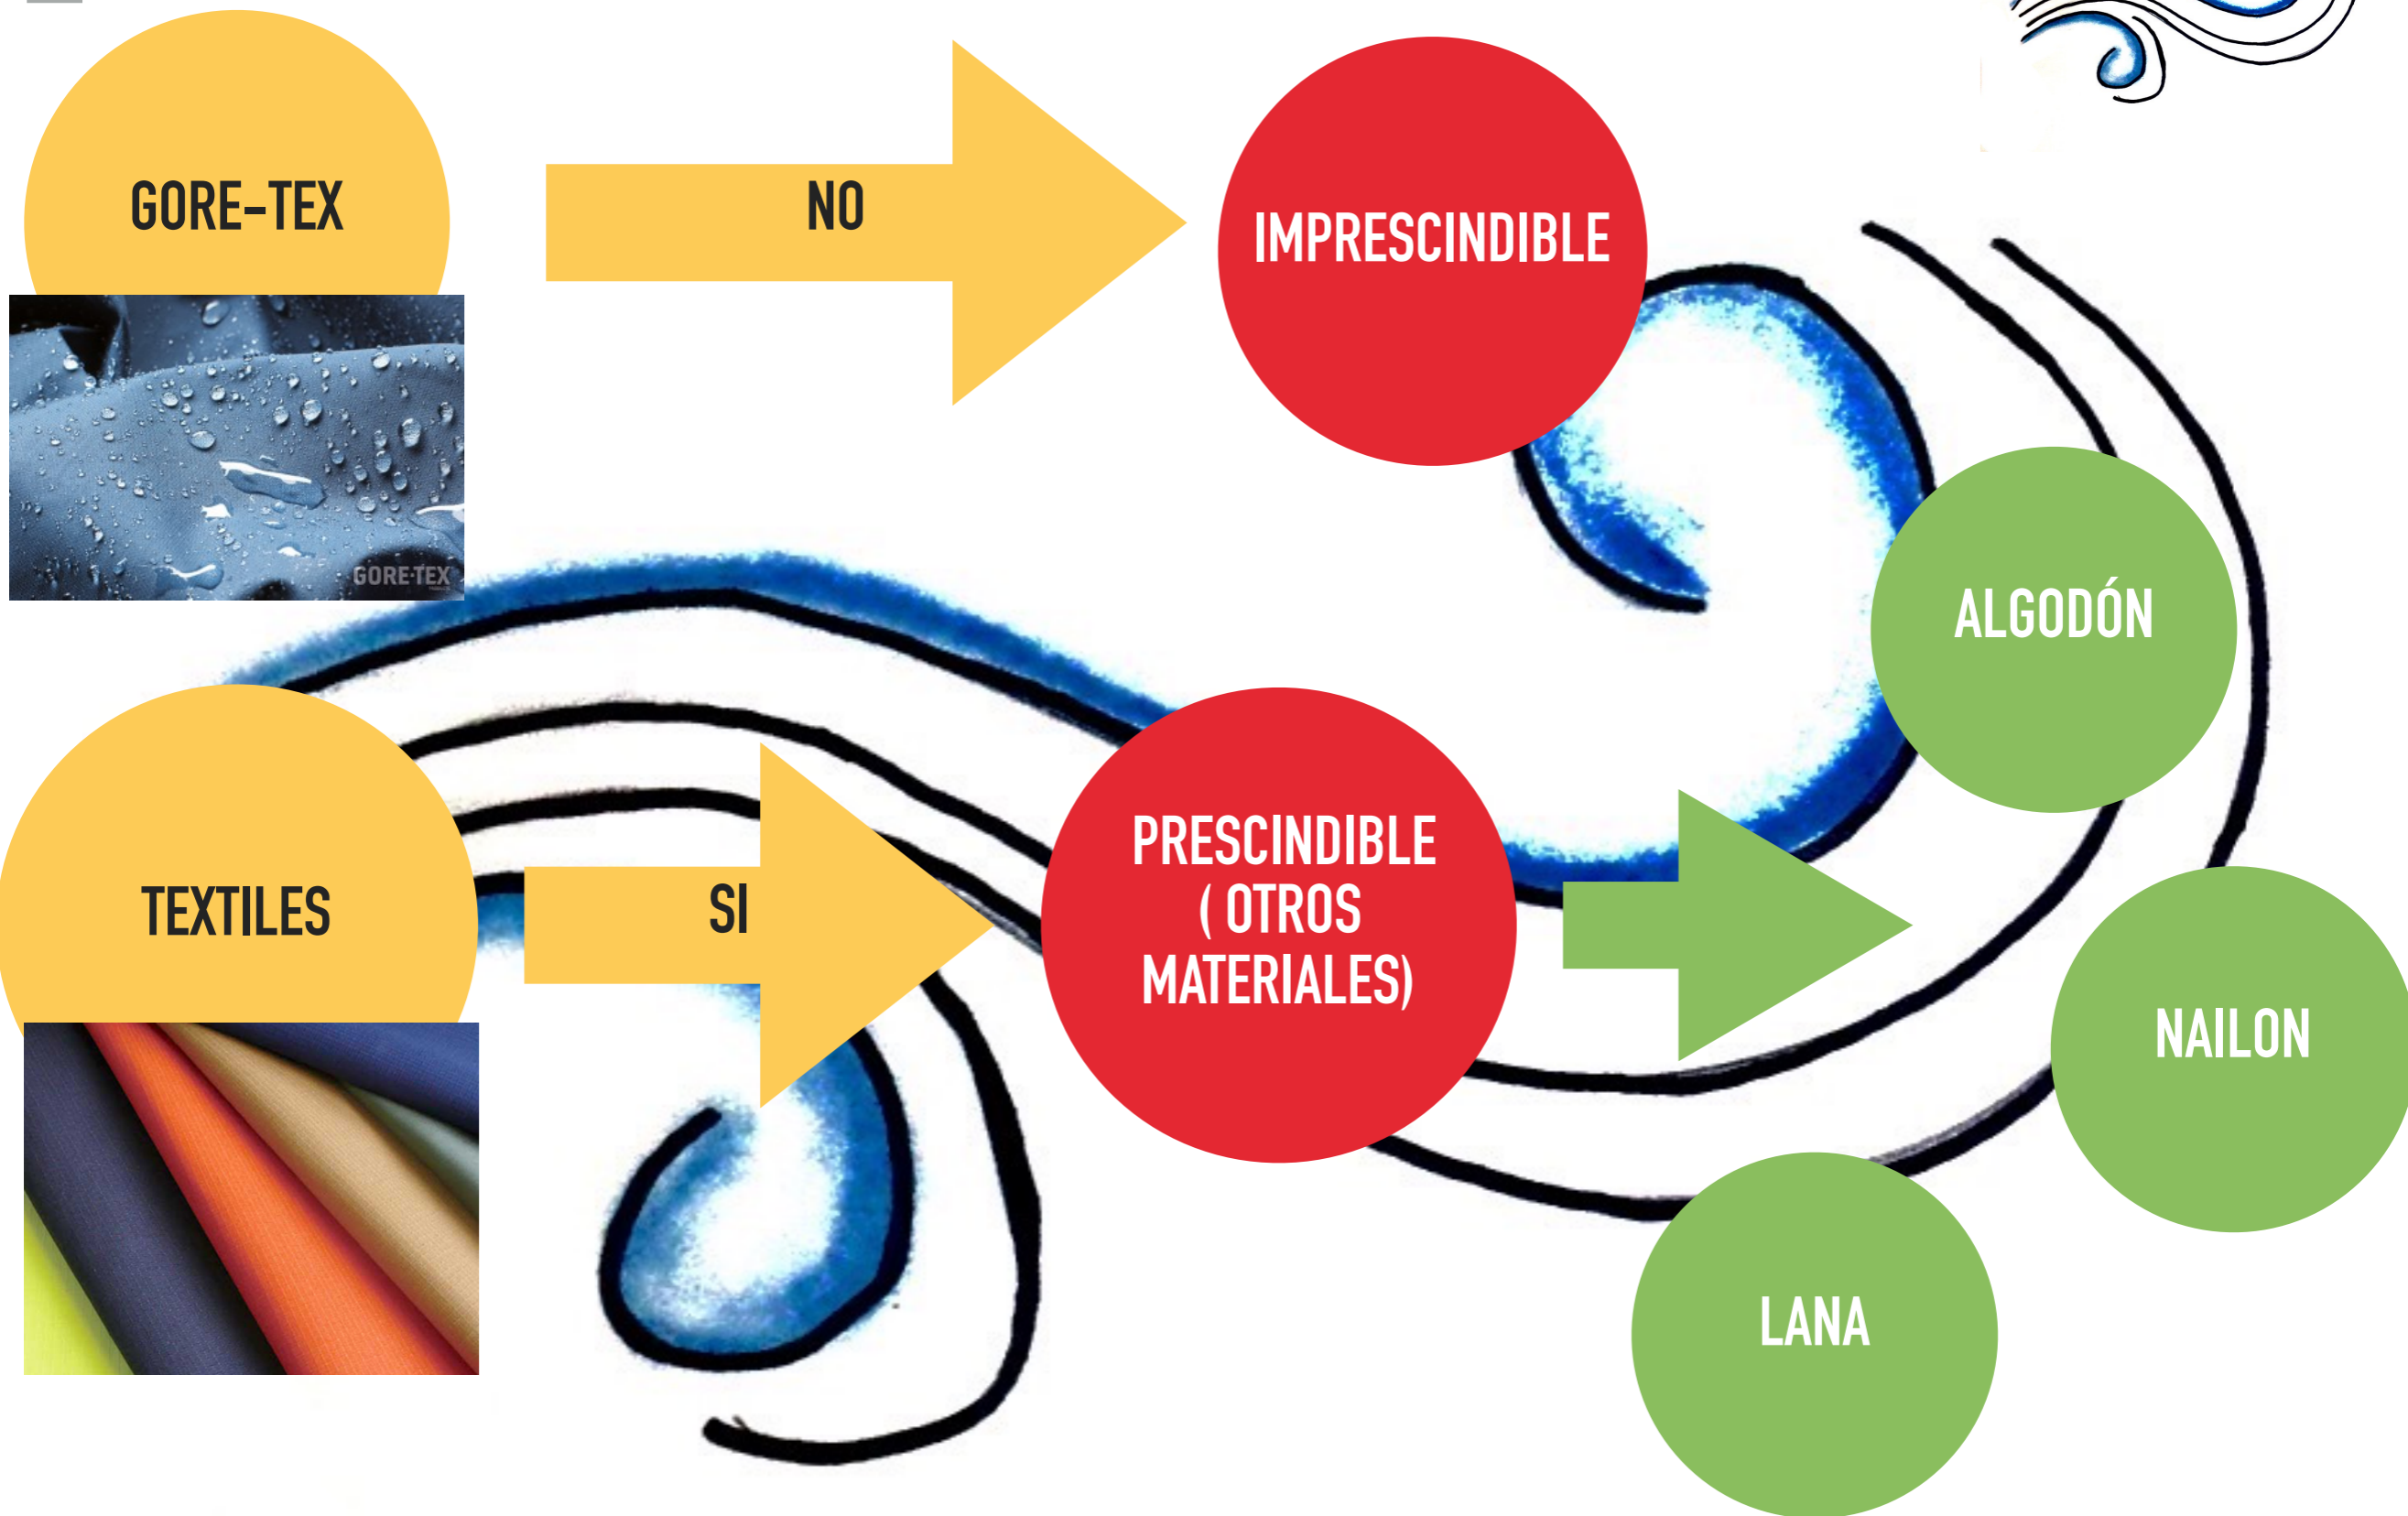 GORE-TEX
NO
IMPRESCINDIBLE
GORE-TEX
ALGODÓN
TEXTILES
SI
PRESCINDIBLE
( OTROS
MATERIALES)
NAILON
LANA